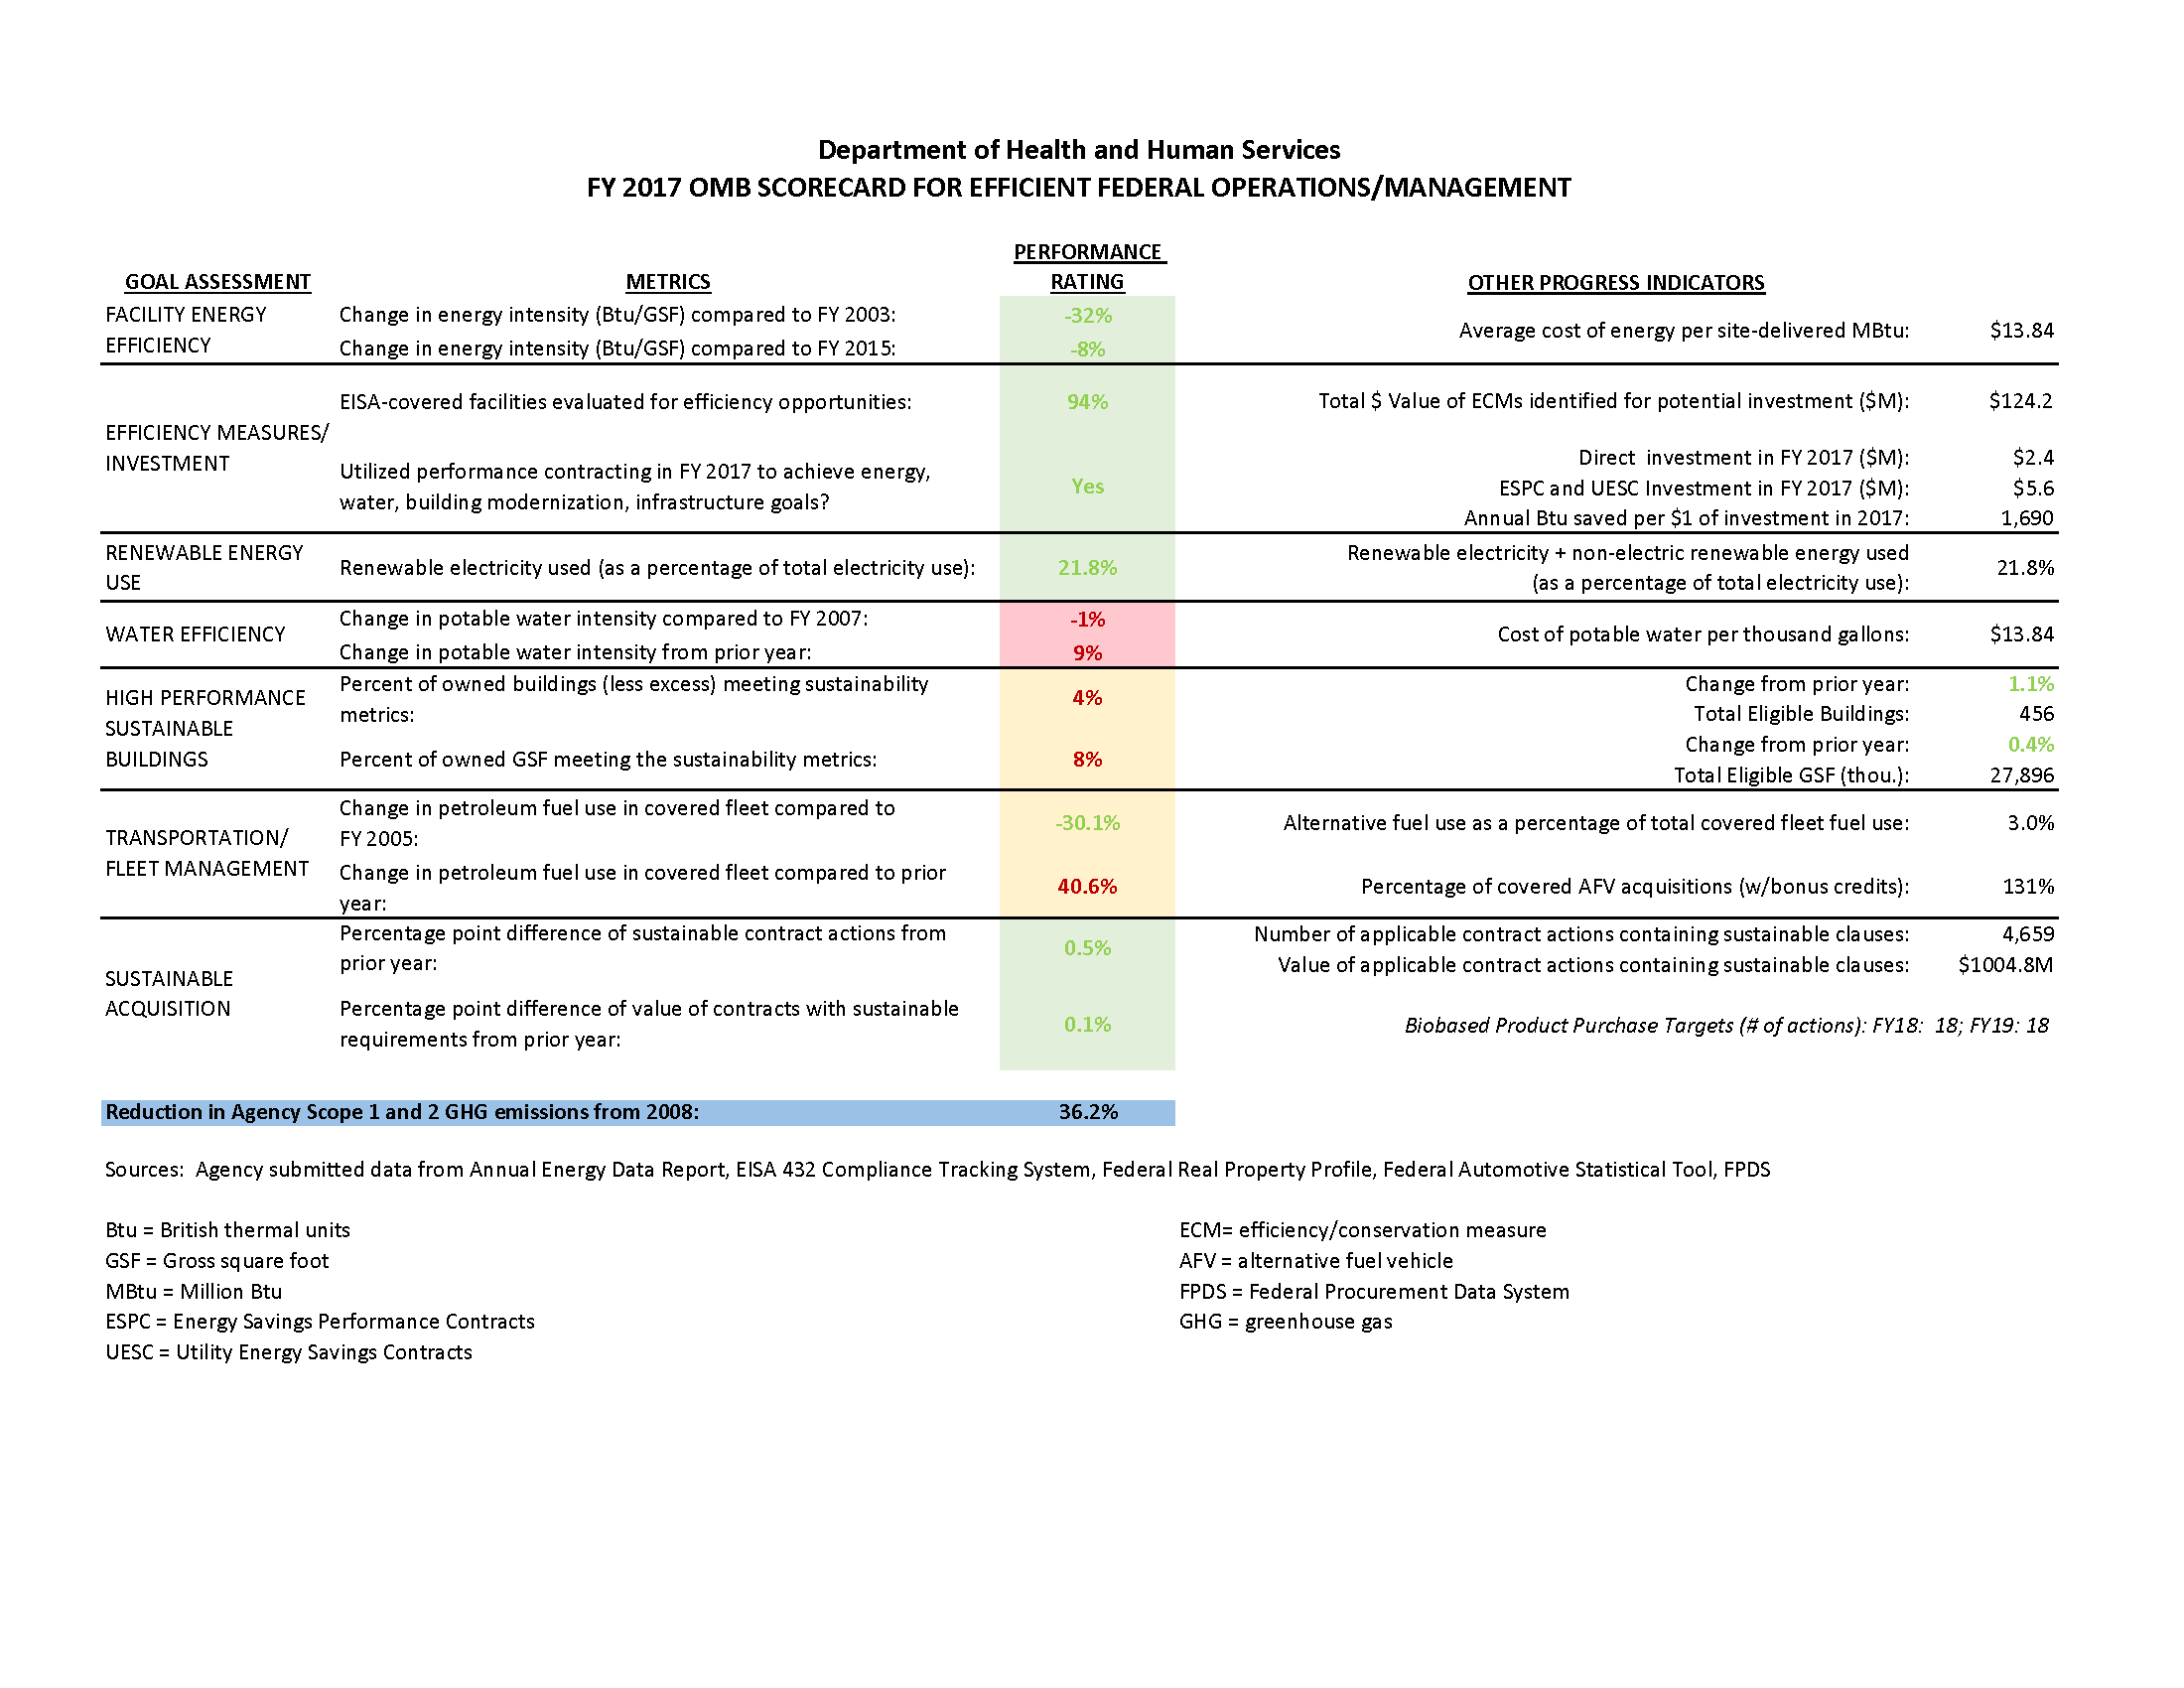 Department of Health and Human Services
FY 2017 OMB SCORECARD FOR EFFICIENT FEDERAL OPERATIONS/MANAGEMENT
GOAL ASSESSMENT
METRICS
PERFORMANCE
RATING
OTHER PROGRESS INDICATORS
FACILITY ENERGY
EFFICIENCY
Change in energy intensity (Btu/GSF) compared to FY 2003: -32%
Change in energy intensity (Btu/GSF) compared to FY 2015: -8%
Average cost of energy per site-delivered MBtu: $13.84
EFFICIENCY MEASURES/
INVESTMENT
EISA-covered facilities evaluated for efficiency opportunities: 94%
Total $ Value of ECMs identified for potential investment ($M): $124.2
Utilized performance contracting in FY 2017 to achieve energy,
water, building modernization, infrastructure goals?
Yes
Direct investment in FY 2017 ($M): $2.4
ESPC and UESC Investment in FY 2017 ($M): $5.6
Annual Btu saved per $1 of investment in 2017: 1,690
RENEWABLE ENERGY
USE
Renewable electricity used (as a percentage of total electricity use): 21.8%
Renewable electricity + non-electric renewable energy used
(as a percentage of total electricity use):
21.8%
WATER EFFICIENCY
Change in potable water intensity compared to FY 2007: -1%
Change in potable water intensity from prior year: 9%
Cost of potable water per thousand gallons: $13.84
HIGH PERFORMANCE
SUSTAINABLE
BUILDINGS
Percent of owned buildings (less excess) meeting sustainability
metrics:
4%
Percent of owned GSF meeting the sustainability metrics: 8%
Change from prior year: 1.1%
Total Eligible Buildings: 456
Change from prior year: 0.4%
Total Eligible GSF (thou.): 27,896
TRANSPORTATION/
FLEET MANAGEMENT
Change in petroleum fuel use in covered fleet compared to
FY 2005:
-30.1%
Alternative fuel use as a percentage of total covered fleet fuel use: 3.0%
Change in petroleum fuel use in covered fleet compared to prior
year:
40.6%
Percentage of covered AFV acquisitions (w/bonus credits): 131%
SUSTAINABLE
ACQUISITION
Percentage point difference of sustainable contract actions from
prior year:
0.5%
Number of applicable contract actions containing sustainable clauses: 4,659
Value of applicable contract actions containing sustainable clauses: $1004.8M
Percentage point difference of value of contracts with sustainable
requirements from prior year:
0.1%
Biobased Product Purchase Targets (# of actions): FY18: 18; FY19: 18
Reduction in Agency Scope 1 and 2 GHG emissions from 2008: 36.2%
Sources: Agency submitted data from Annual Energy Data Report, EISA 432 Compliance Tracking System, Federal Real Property Profile, Federal Automotive Statistical Tool, FPDS
Btu = British thermal units
GSF = Gross square foot
MBtu = Million Btu
ESPC = Energy Savings Performance Contracts
UESC = Utility Energy Savings Contracts
ECM= efficiency/conservation measure
AFV = alternative fuel vehicle
FPDS = Federal Procurement Data System
GHG = greenhouse gas